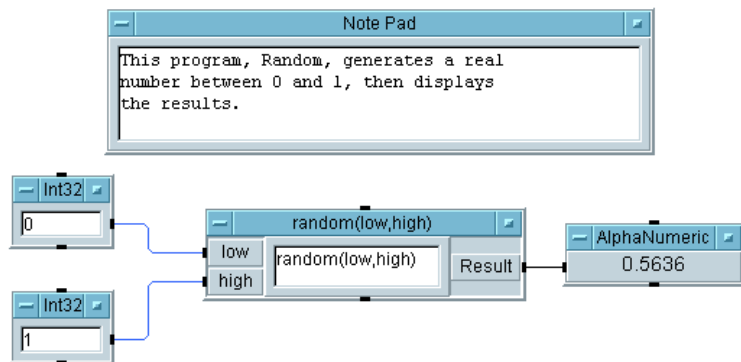 Note Pad
This program, Random, generates a real
number between 0 and 1, then displays
the results.
Int32
0
random(low,high)
low
high
random(low,high)
Result
AlphaNumeric
0.5636
Int32
1